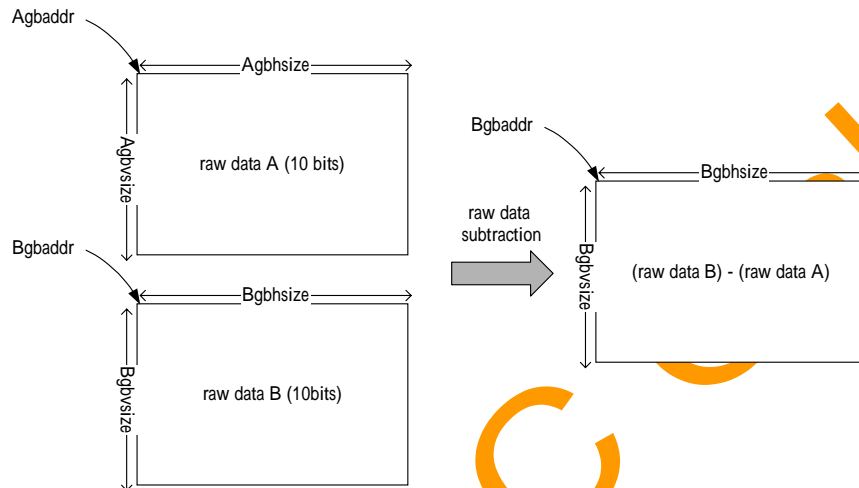 Agbaddr
Agbhsize
Agbvsize
raw data A (10 bits)
Bgbaddr
Bgbhsize
Bgbvsize
raw data B (10bits)
raw data
subtraction
Bgbaddr
Bgbhsize
Bgbvsize
(raw data B) - (raw data A)